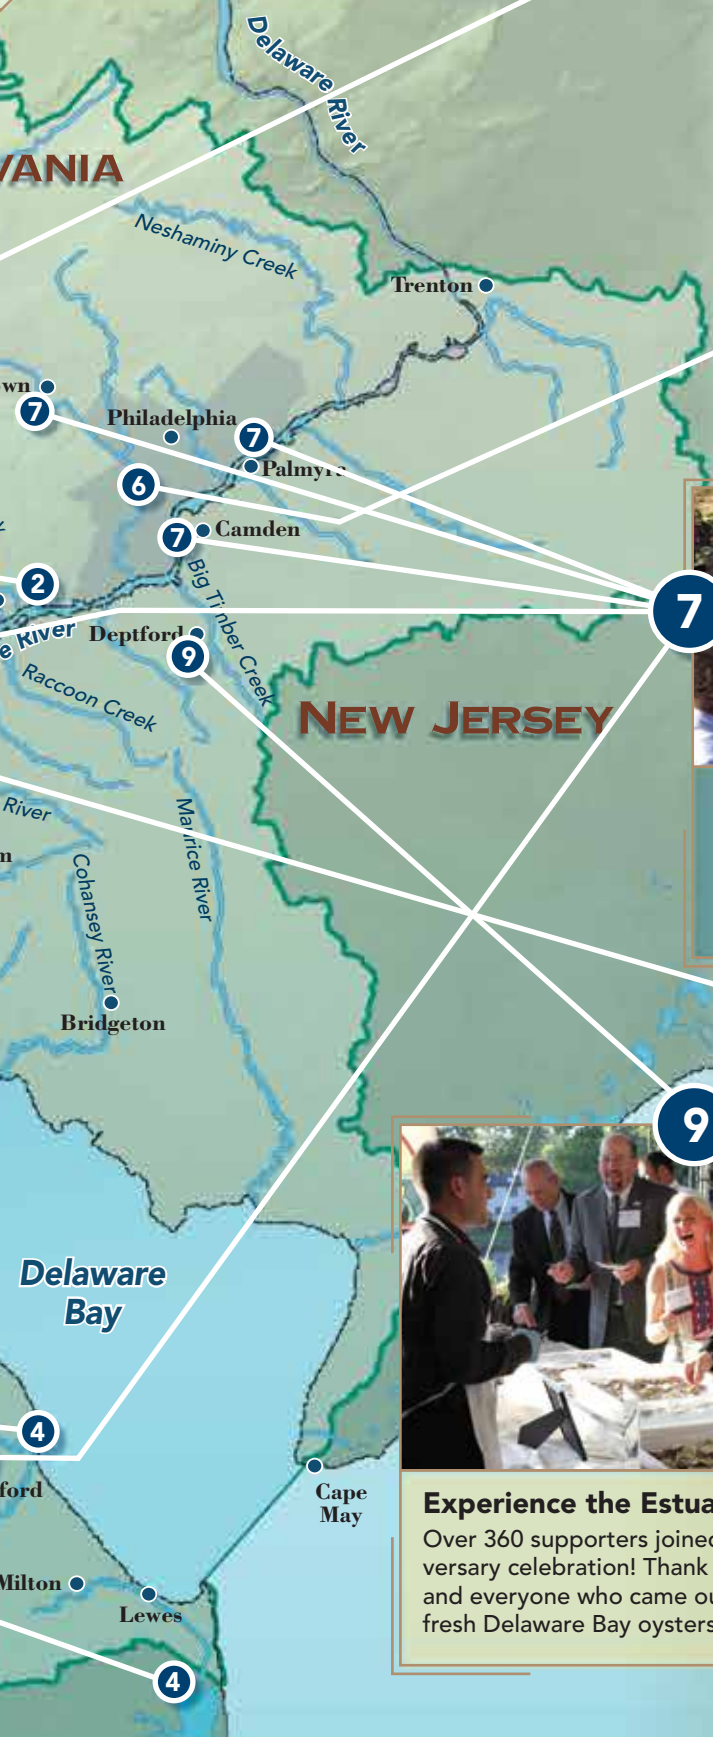 Delaware
River
VANIA
Neshaminy Creek
Trenton
own
7
Philadelphia
7
Palmyra
6
7
Camden
2
Big Timber Creek
e River
Deptford
9
7
Raccoon Creek
NEW JERSEY
River
Maurice River
m
Cohansey River
Bridgeton
9
Delaware
Bay
4
ford
Cape
May
Milton
Lewes
4
Experience the Estua
Over 360 supporters joined
versary celebration! Thank
and everyone who came ou
fresh Delaware Bay oysters